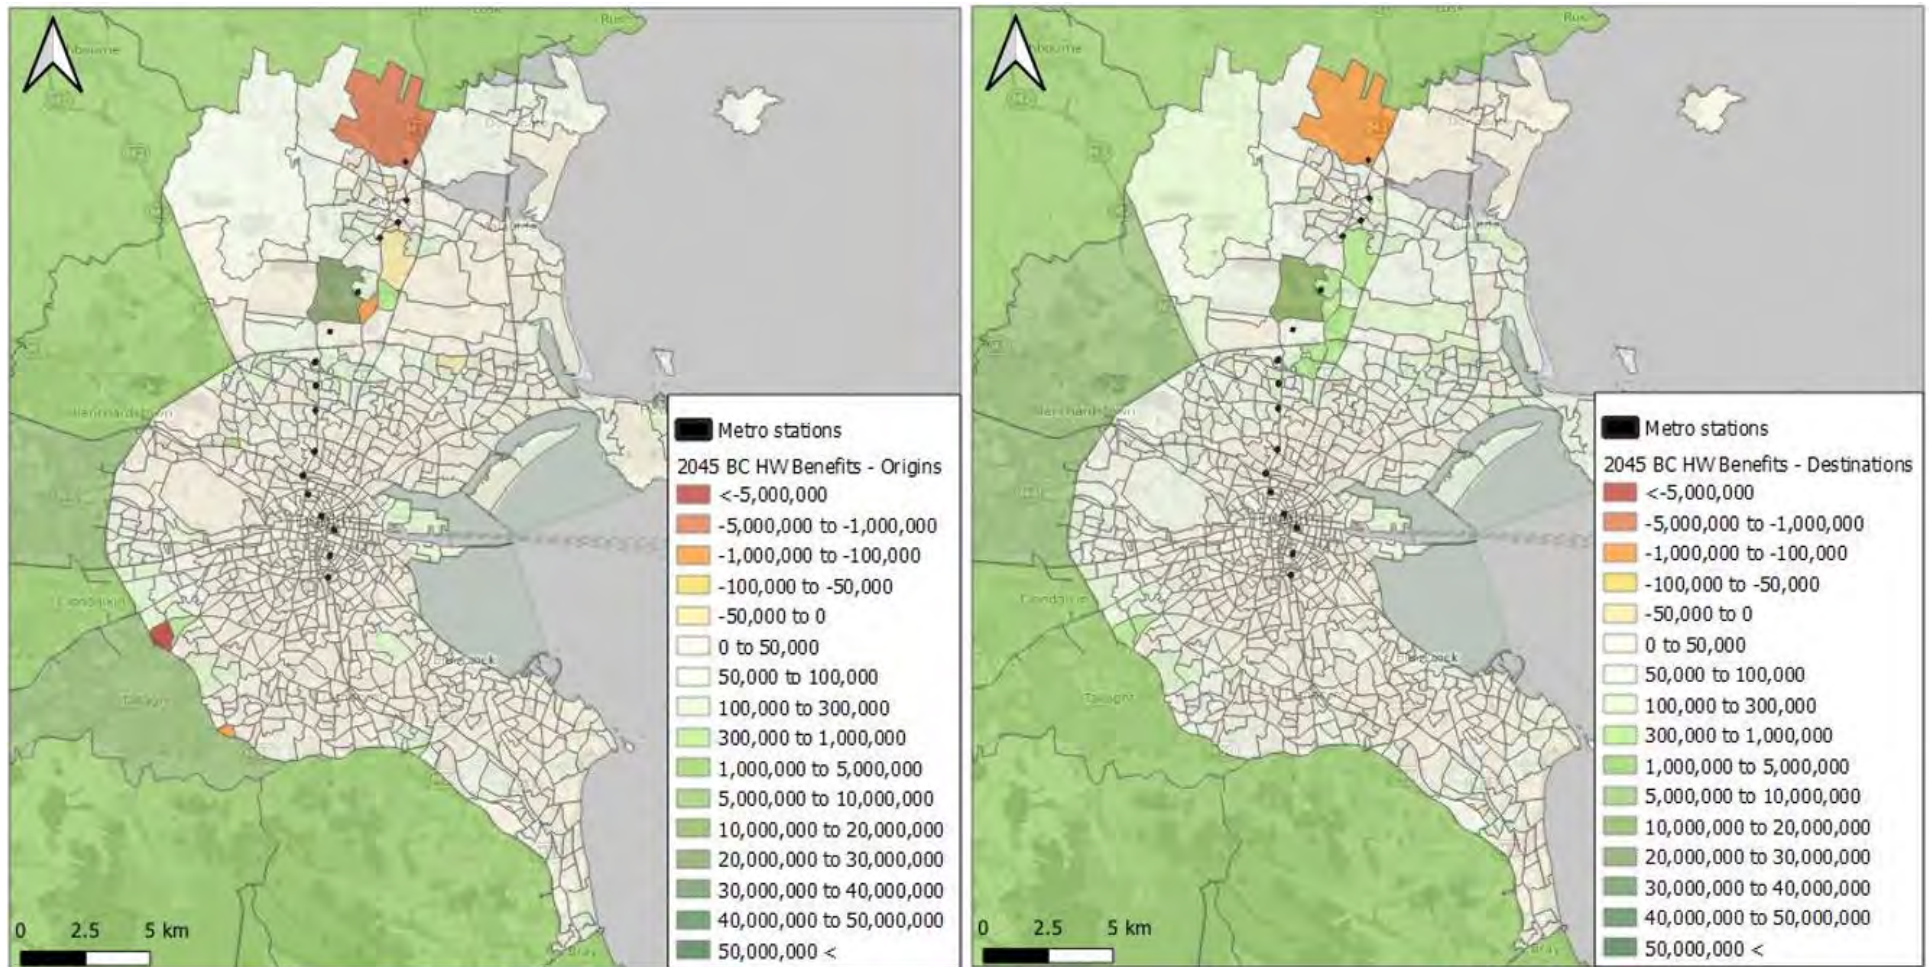 Metro stations
2045 BC HW Benefits - Origins
<-5,000,000
-5,000,000 to -1,000,000
-1,000,000 to -100,000
-100,000 to -50,000
-50,000 to 0
0 to 50,000
50,000 to 100,000
100,000 to 300,000
300,000 to 1,000,000
1,000,000 to 5,000,000
5,000,000 to 10,000,000
10,000,000 to 20,000,000
20,000,000 to 30,000,000
30,000,000 to 40,000,000
40,000,000 to 50,000,000
50,000,000 <
0 2.5 5 km
Bray
Metro stations
2045 BC HW Benefits - Destinations
<-5,000,000
-5,000,000 to -1,000,000
-1,000,000 to -100,000
-100,000 to -50,000
-50,000 to 0
0 to 50,000
50,000 to 100,000
100,000 to 300,000
300,000 to 1,000,000
1,000,000 to 5,000,000
5,000,000 to 10,000,000
10,000,000 to 20,000,000
20,000,000 to 30,000,000
30,000,000 to 40,000,000
40,000,000 to 50,000,000
50,000,000 <
0 2.5 5 km
Bray